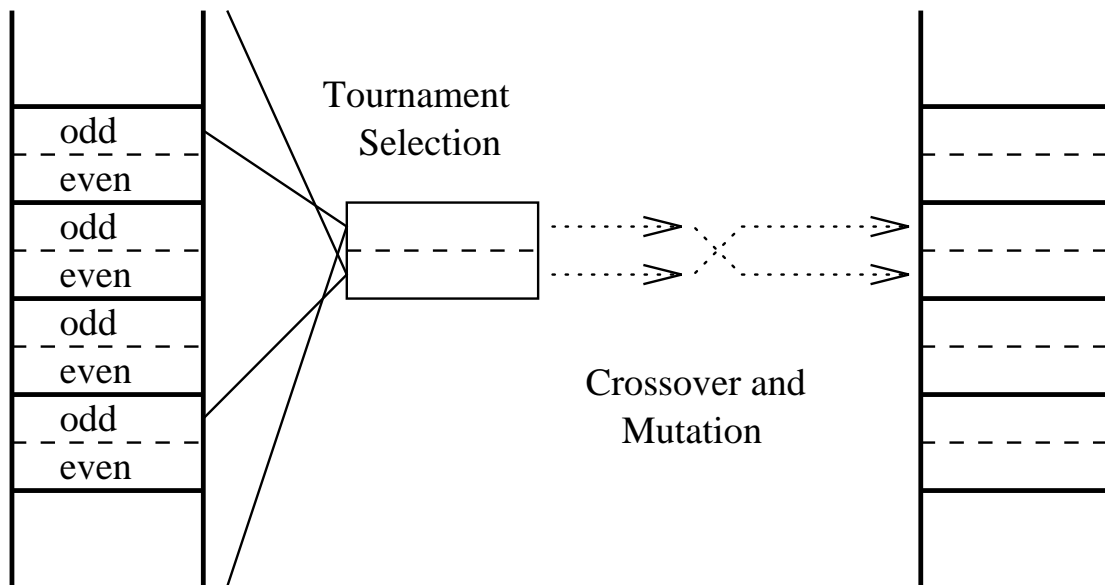 Tournament
Selection
odd
even
odd
even
odd
even
odd
even
Crossover and
Mutation